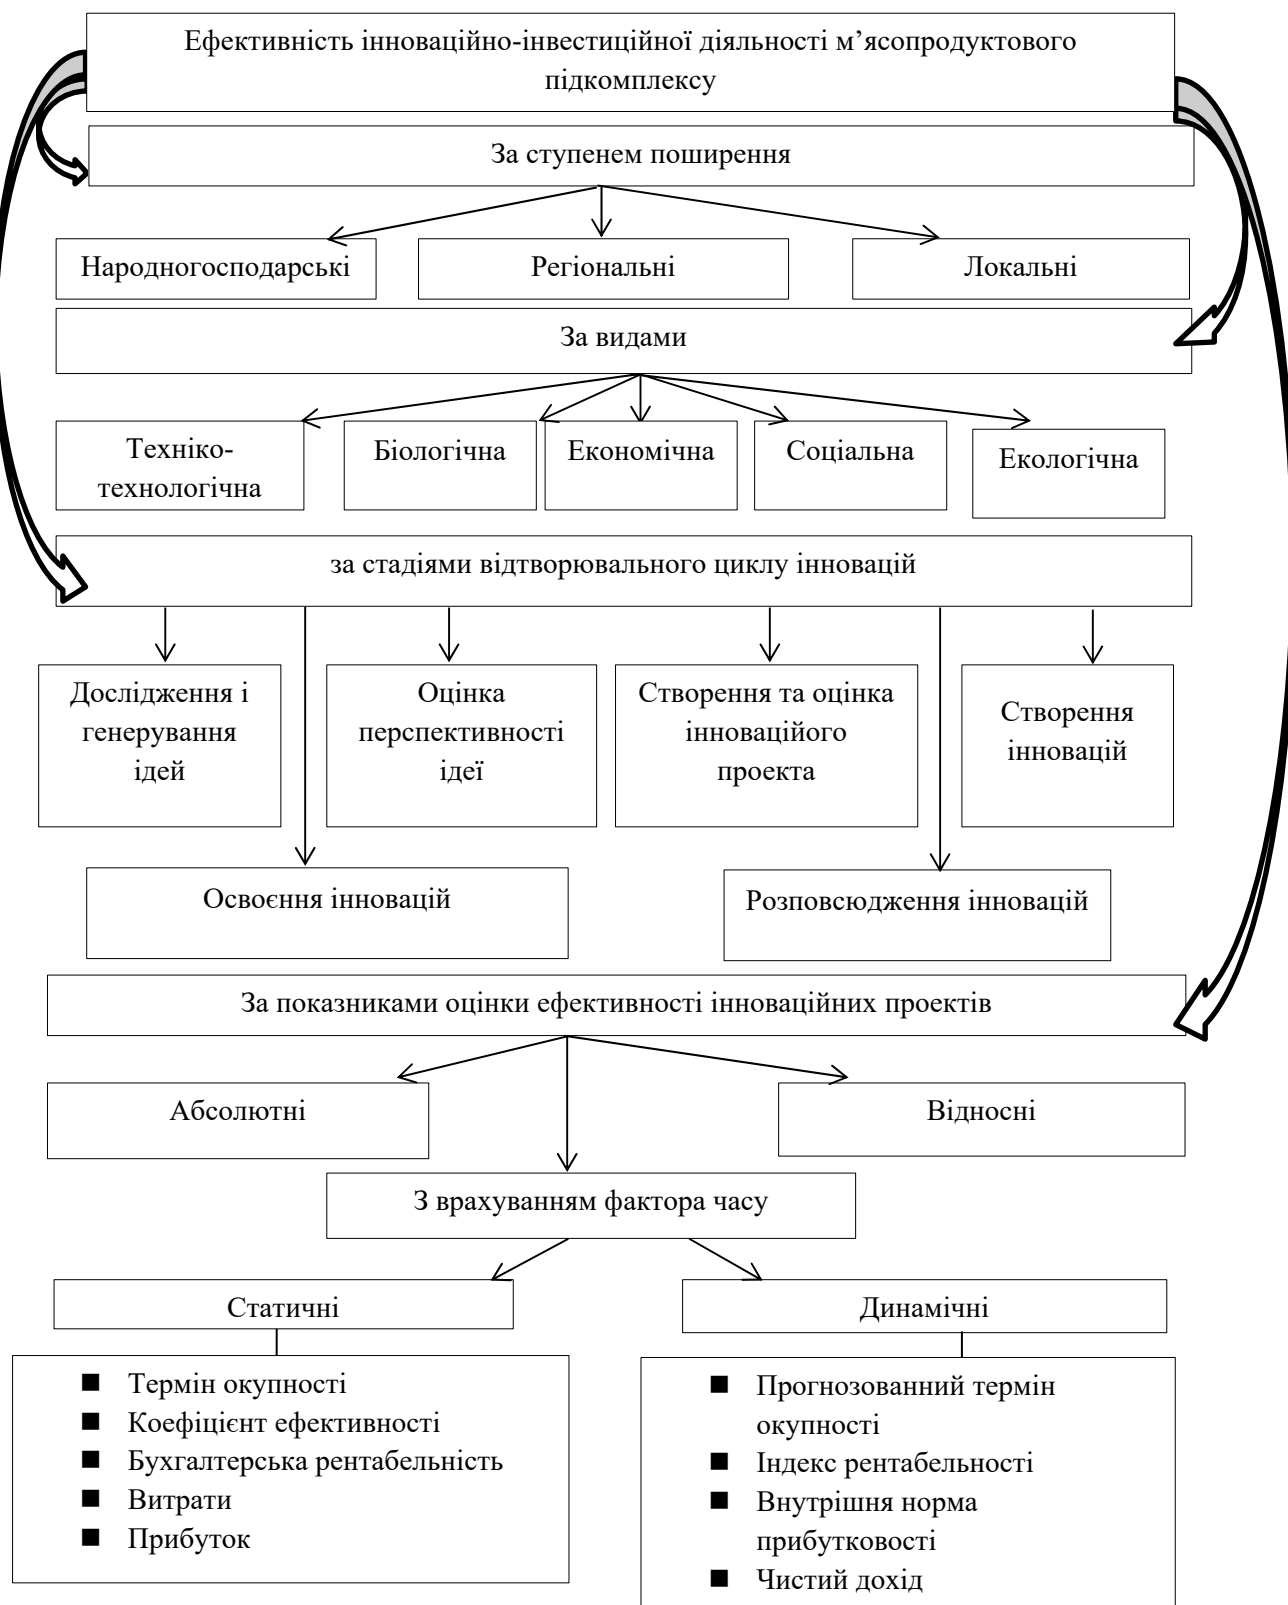 Ефективність інноваційно-інвестиційної діяльності м’ясопродуктового
підкомплексу
За ступенем поширення
Народногосподарські
Регіональні
Локальні
За видами
Техніко-
технологічна
Біологічна
Економічна
Соціальна
Екологічна
за стадіями відтворювального циклу інновацій
Дослідження і
генерування
ідей
Оцінка
перспективності
ідеї
Створення та оцінка
інноваційого
проекта
Створення
інновацій
Освоєння інновацій
Розповсюдження інновацій
За показниками оцінки ефективності інноваційних проектів
Абсолютні
Відносні
З врахуванням фактора часу
Статичні
Динамічні
Термін окупності
Коефіцієнт ефективності
Бухгалтерська рентабельність
Витрати
Прибуток
Прогнозованний термін
окупності
Індекс рентабельності
Внутрішня норма
прибутковості
Чистий дохід